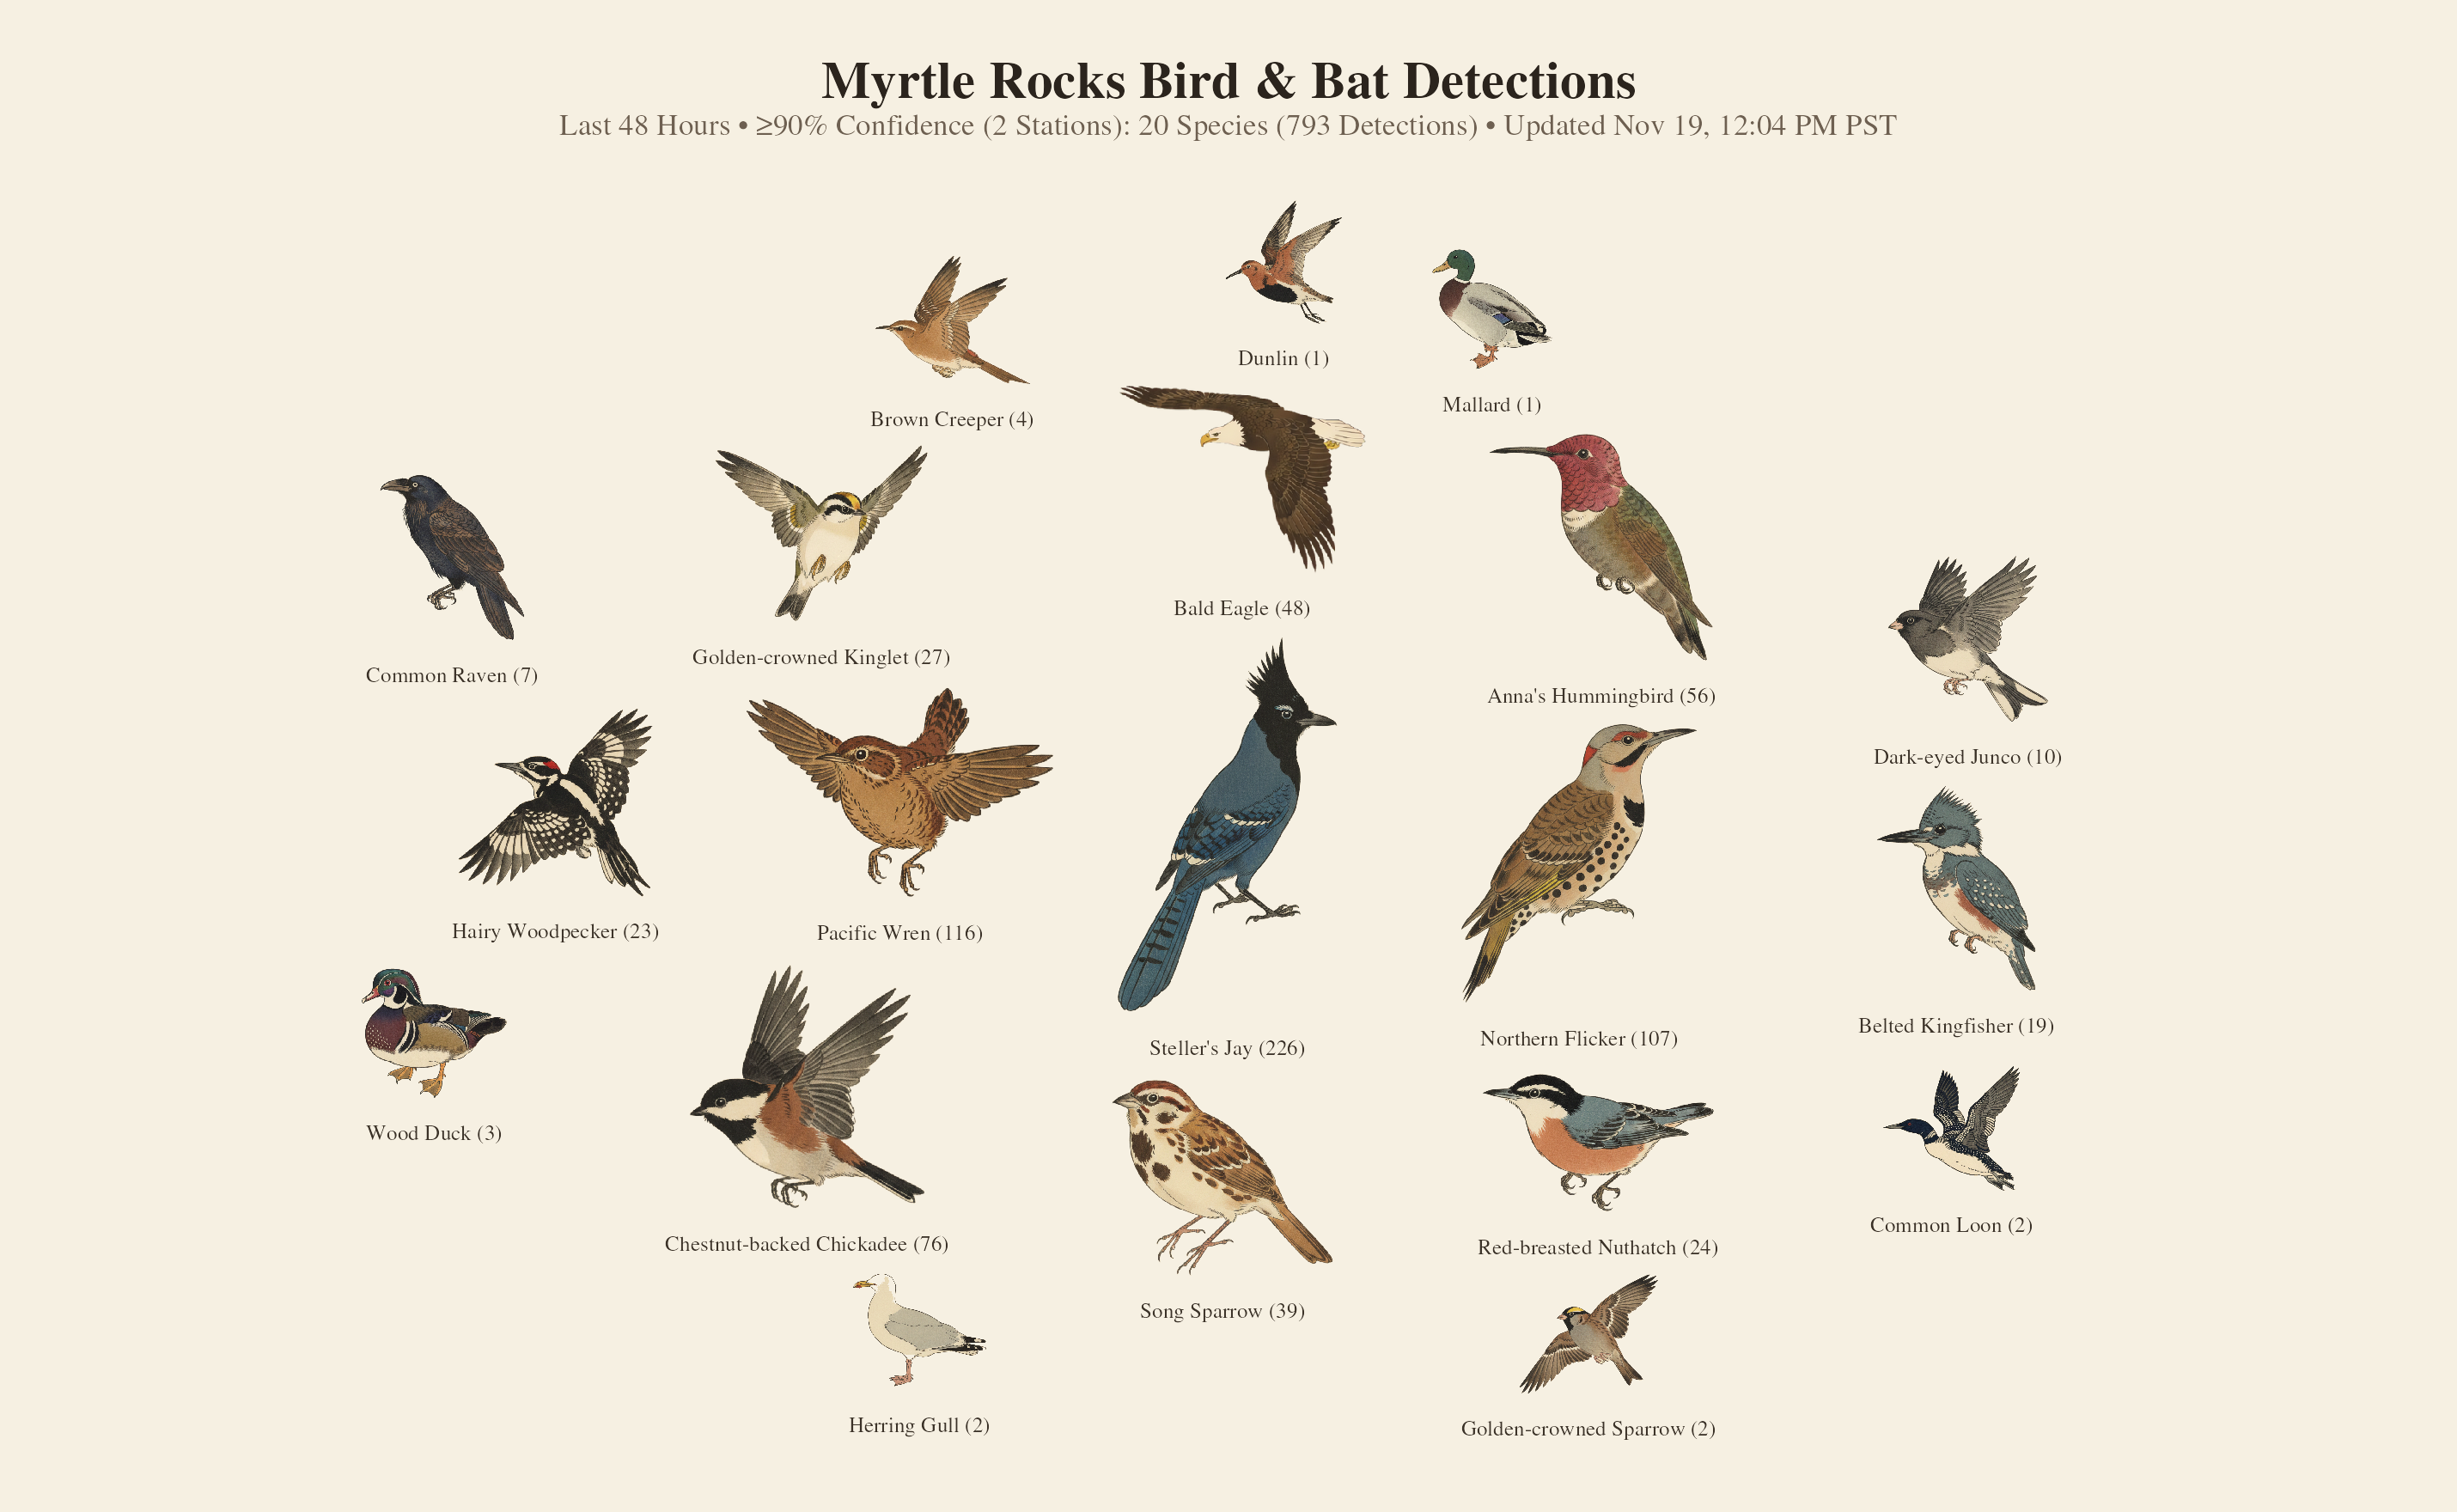 Myrtle Rocks Bird & Bat Detections
Last 48 Hours • ≥90% Confidence (2 Stations): 20 Species (793 Detections) • Updated Nov 19, 12:04 PM PST
Dunlin (1)
Mallard (1)
Brown Creeper (4)
Bald Eagle (48)
Golden-crowned Kinglet (27)
Common Raven (7)
Anna's Hummingbird (56)
Dark-eyed Junco (10)
Hairy Woodpecker (23)
Pacific Wren (116)
Steller's Jay (226)
Northern Flicker (107)
Belted Kingfisher (19)
Wood Duck (3)
Chestnut-backed Chickadee (76)
Song Sparrow (39)
Red-breasted Nuthatch (24)
Common Loon (2)
Herring Gull (2)
Golden-crowned Sparrow (2)